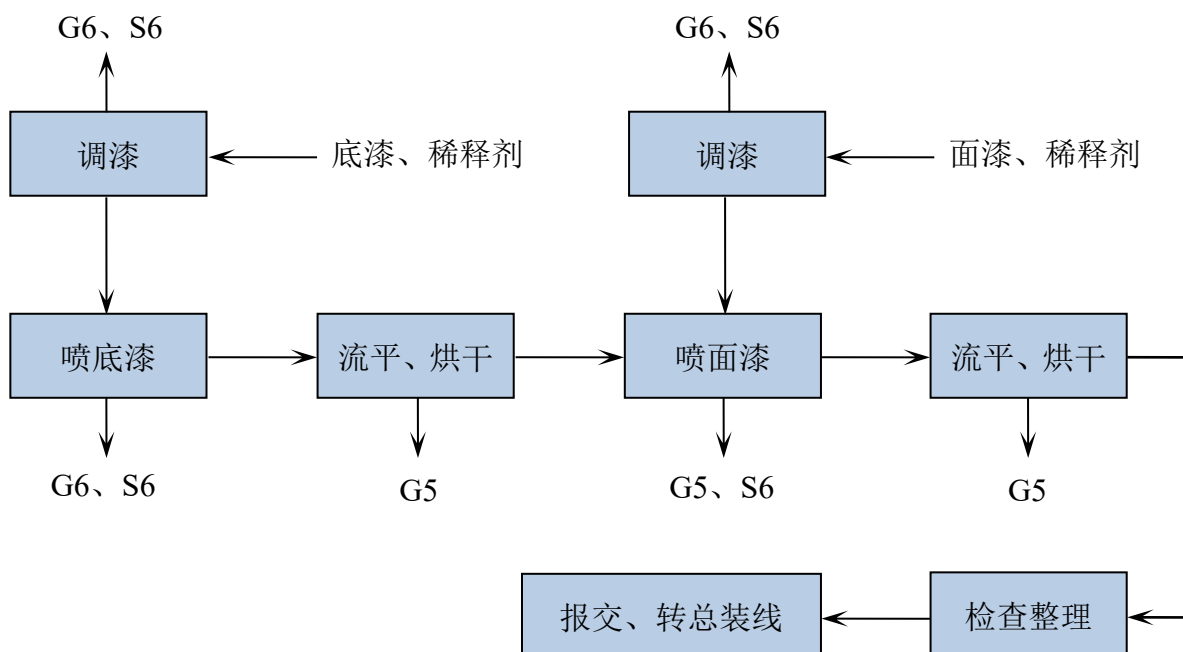 G6、S6
G6、S6
调漆
底漆、稀释剂
调漆
面漆、稀释剂
喷底漆
流平、烘干
喷面漆
流平、烘干
G6、S6
G5
G5、S6
G5
报交、转总装线
检查整理